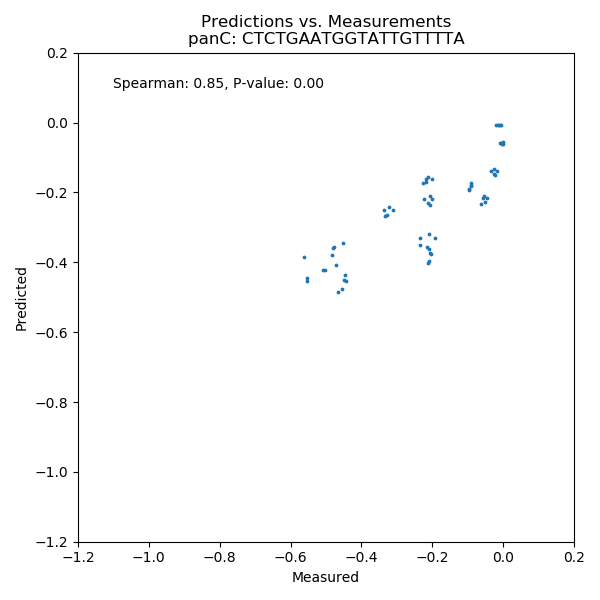 Predictions vs. Measurements
panC: CTCTGAATGGTATTGTTTTA
Spearman: 0.85, P-value: 0.00
0.2
0.0
−0.2
−0.4
−0.6
−0.8
−1.0
−1.2
Predicted
−1.2 −1.0 −0.8 −0.6 −0.4 −0.2 0.0 0.2
Measured